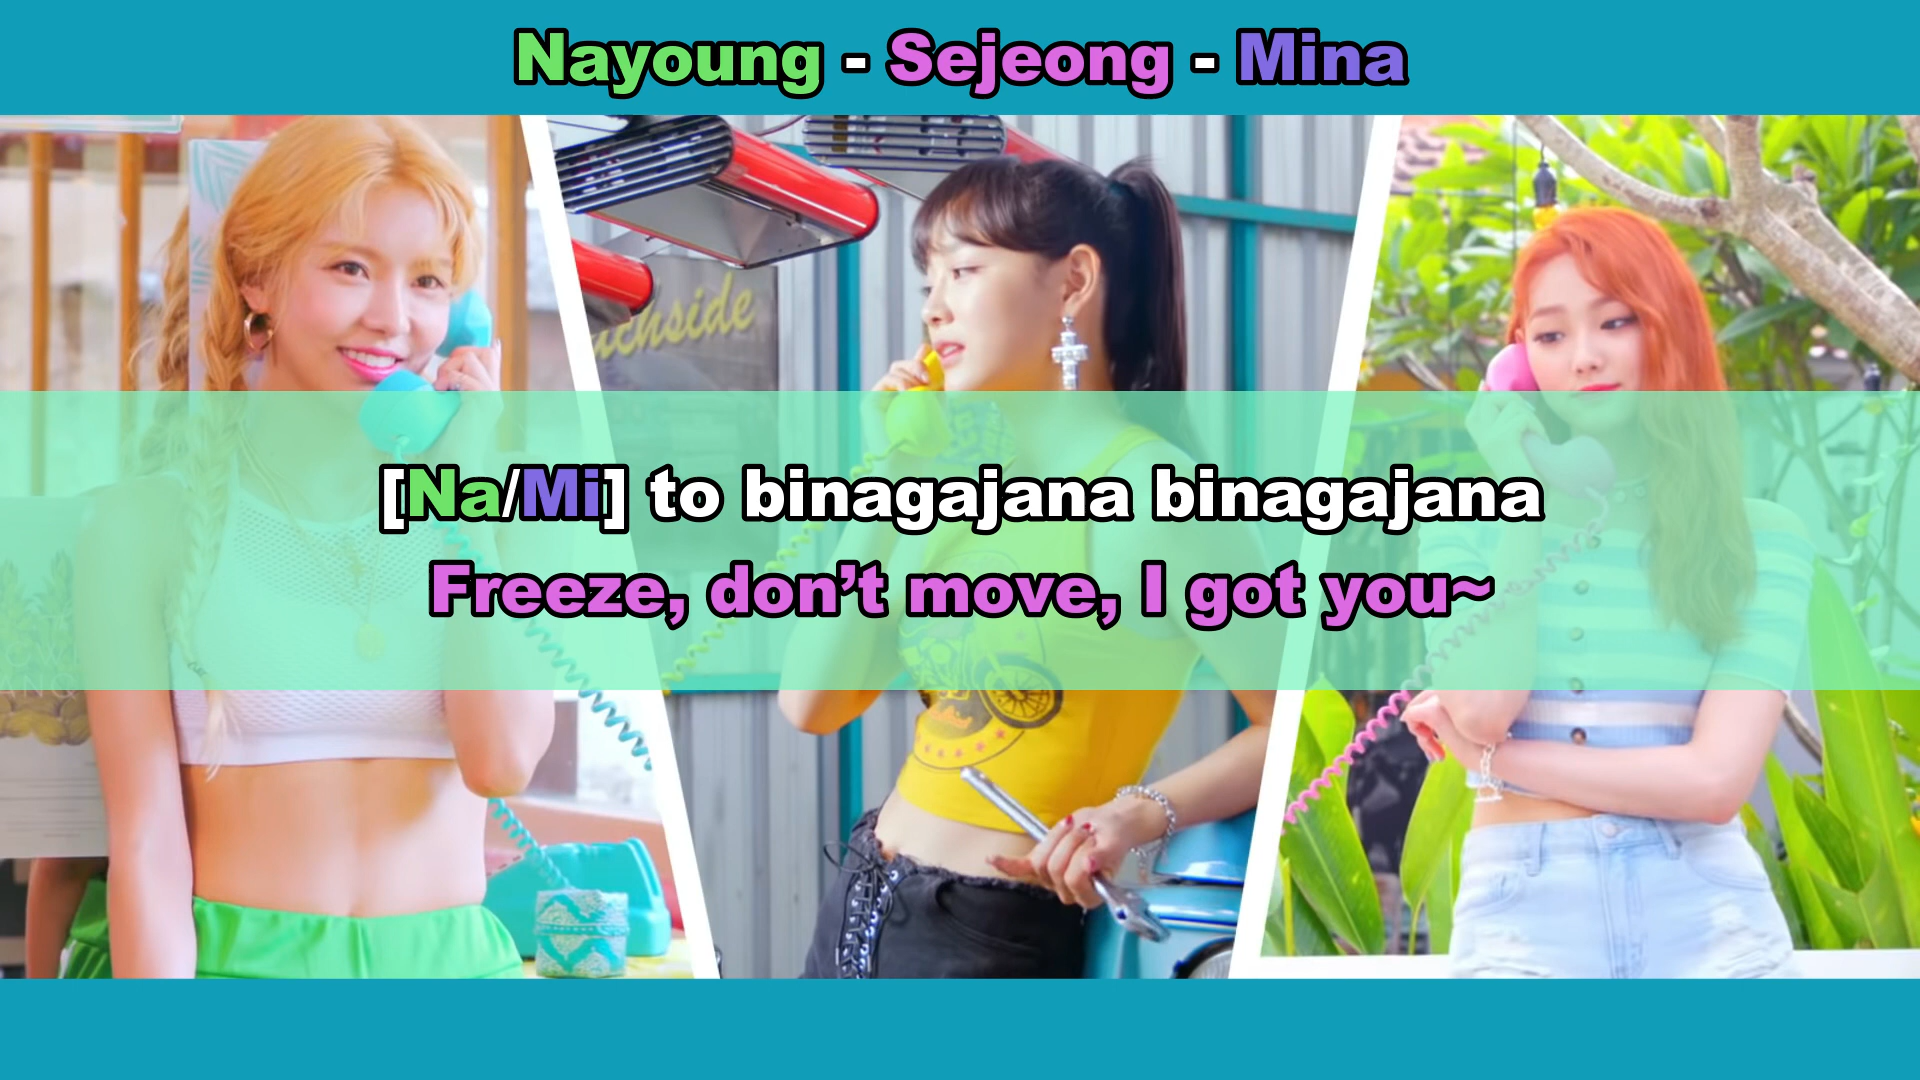 Nayoung - Sejeong - Mina
[Na/Mi] to binagajana binagajana
Freeze, don’t move, I got you~